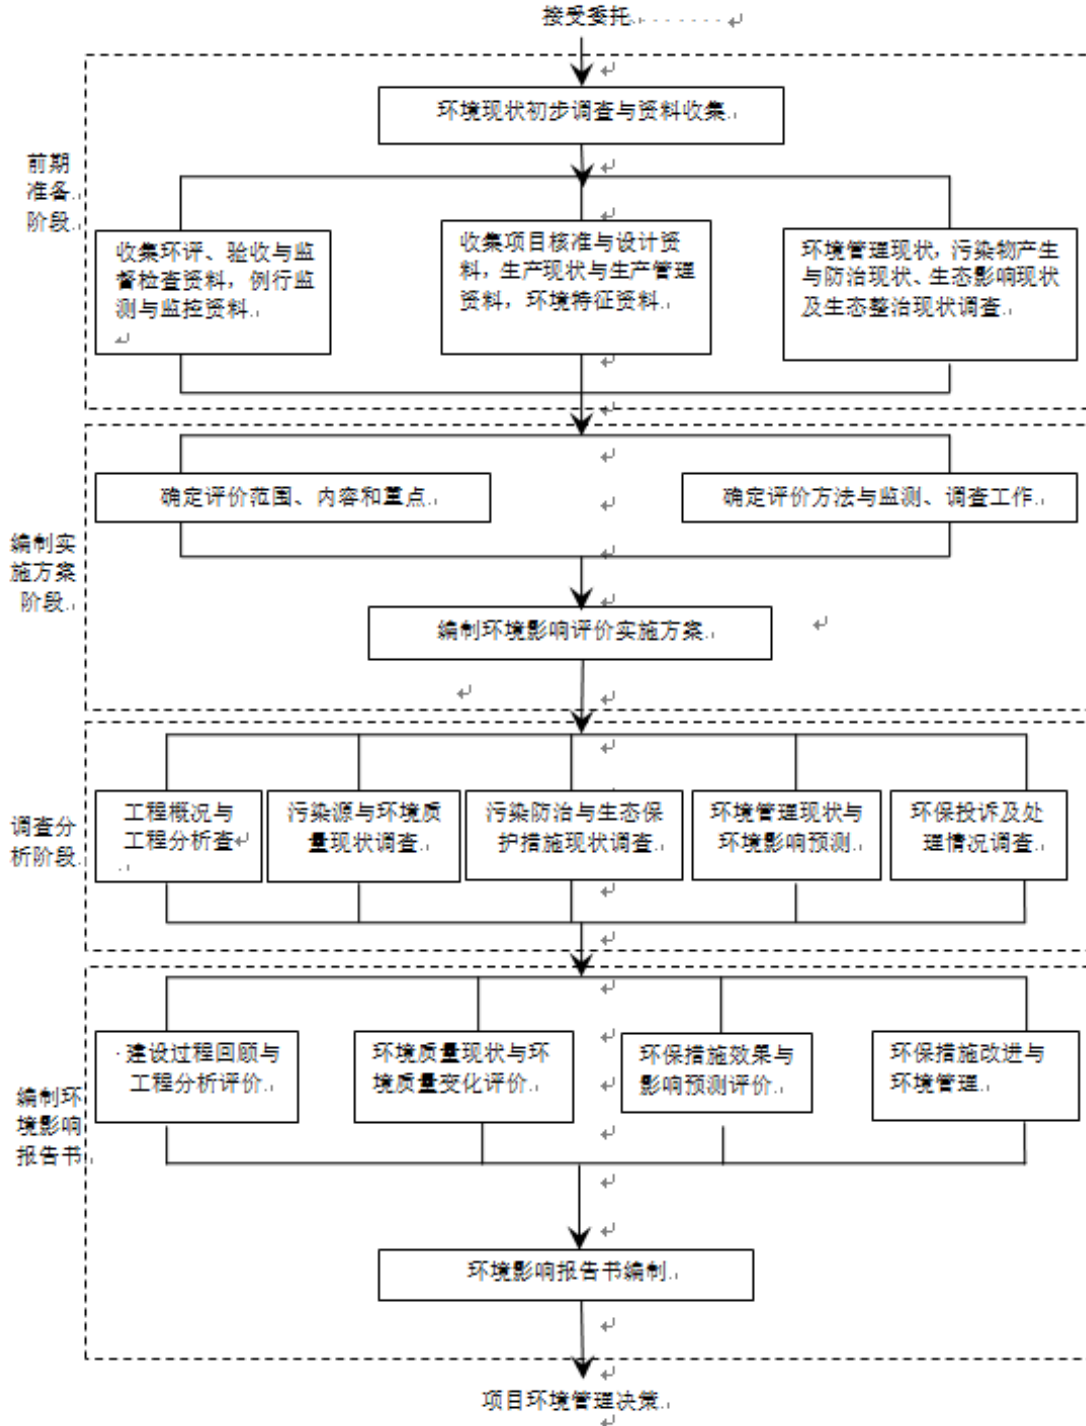 接受委托
环境现状初步调查与资料收集
前期
准备
阶段
收集环评、验收与监
督检查资料，例行监
测与监控资料
收集项目核准与设计资
料，生产现状与生产管理
资料，环境特征资料
环境管理现状，污染物产生
与防治现状、生态影响现状
及生态整治现状调查
编制实
施方案
阶段
确定评价范围、内容和重点
确定评价方法与监测、调查工作
编制环境影响评价实施方案
调查分
析阶段
工程概况与
工程分析查
污染源与环境质
量现状调查
污染防治与生态保
护措施现状调查
环境管理现状与
环境影响预测
环保投诉及处
理情况调查
编制环
境影响
报告书
建设过程回顾与
工程分析评价
环境质量现状与环
境质量变化评价
环保措施效果与
影响预测评价
环保措施改进与
环境管理
环境影响报告书编制
项目环境管理决策